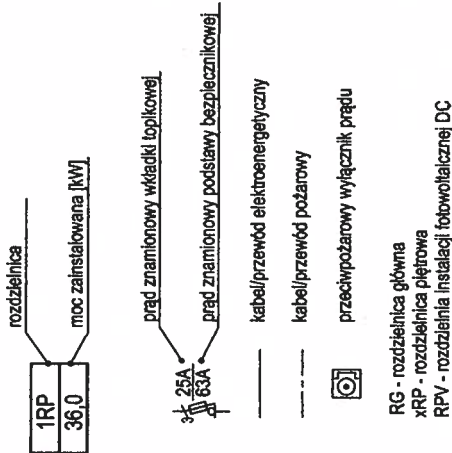 rozdzielnica
1RP
36,0
moc zainstalowana [kW]
prąd znamionowy wkładki topikowej
3
25A
63A
prąd znamionowy podstawy bezpiecznikowej
kabel/przewód elektroenergetyczny
kabel/przewód pożarowy
przeciwpożarowy wyłącznik prądu
RG - rozdzielnica główna
xRP - rozdzielnica piętrowa
RPV - rozdzielnia instalacji fotowoltaicznej DC